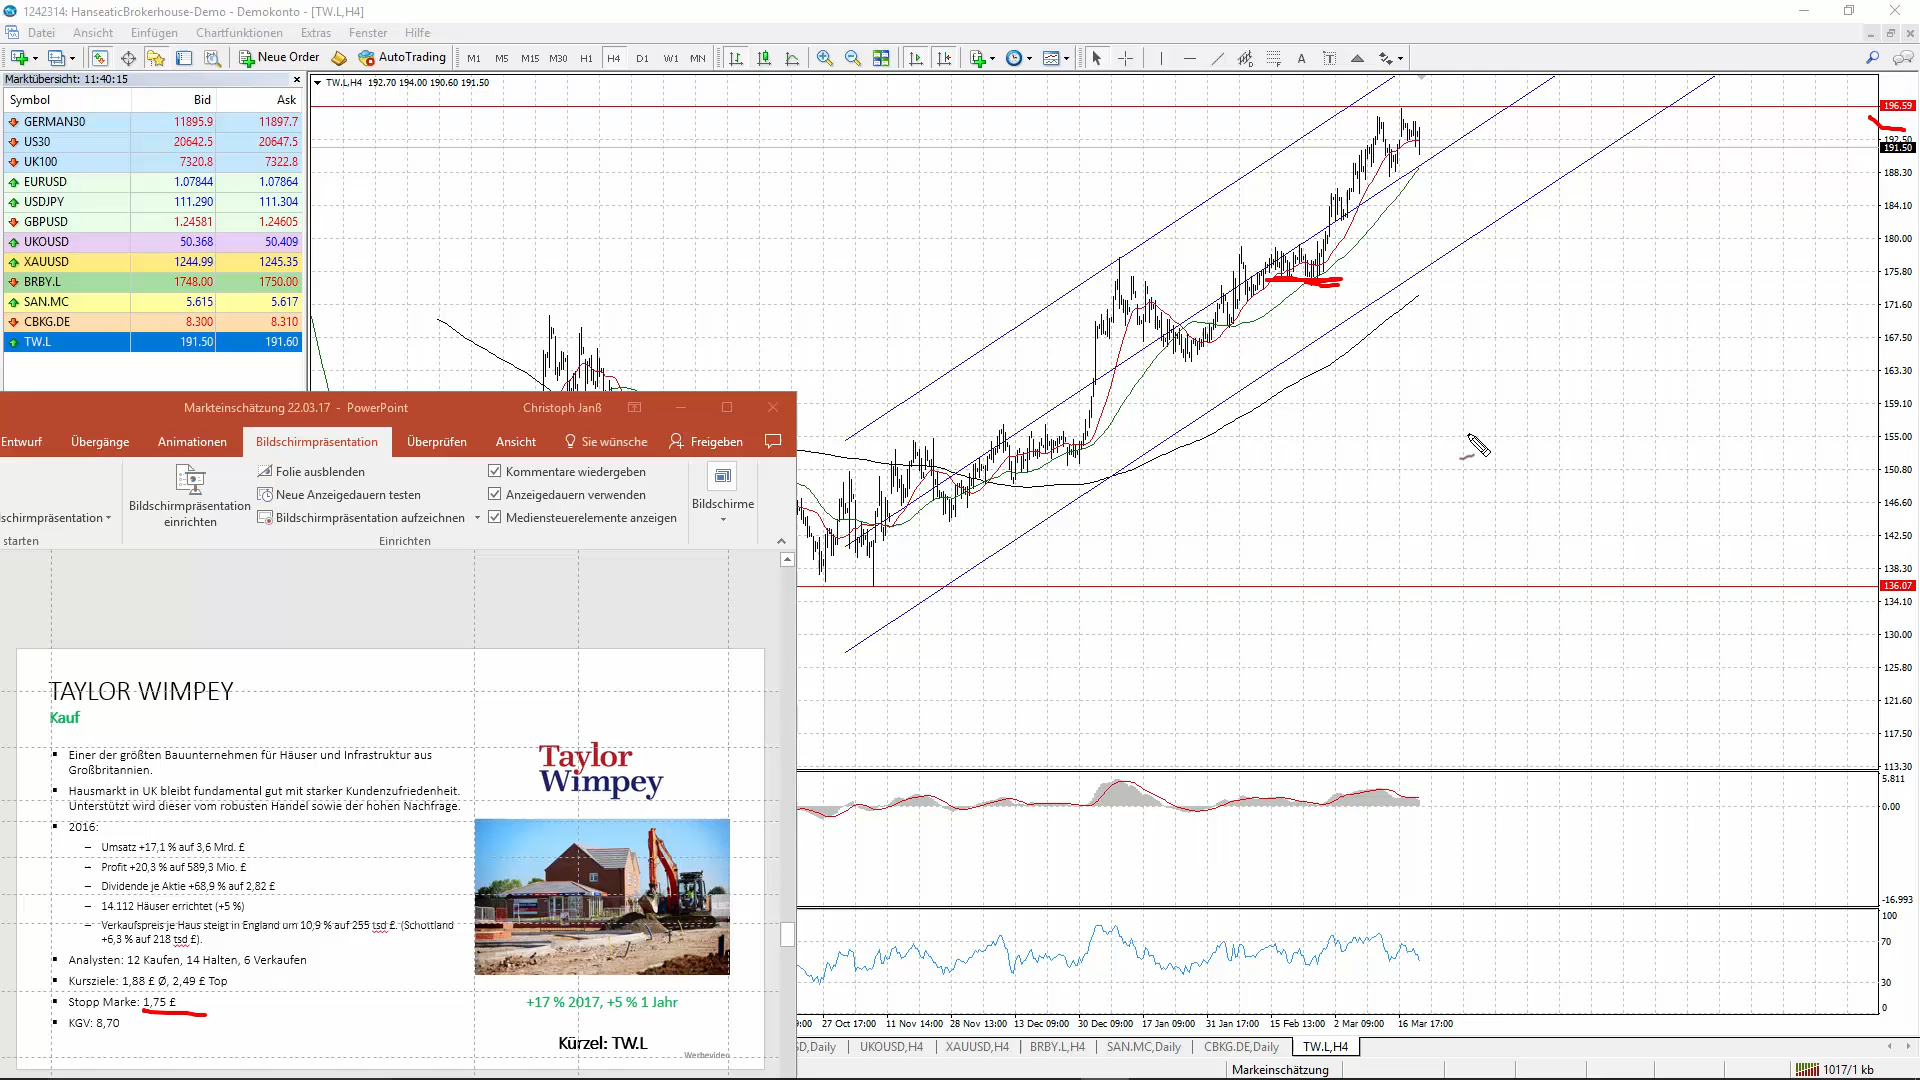 1242314: HanseaticBrokerhouse-Demo - Demokonto - [TW.L,H4]
Datei Ansicht Einfügen Chartfunktionen Extras Fenster Hilfe
Neue Order AutoTrading M1 M5 M15 M30 H1 H4 D1 W1 MN A T
Marktübersicht: 11:40:15
Symbol Bid Ask
GERMAN30 11895.9 11897.7
US30 20642.5 20647.5
UK100 7320.8 7322.8
EURUSD 1.07844 1.07864
USDJPY 111.290 111.304
GBPUSD 1.24581 1.24605
UKOUSD 50.368 50.409
XAUUSD 1244.99 1245.35
BRBY.L 1748.00 1750.00
SAN.MC 5.615 5.617
CBKG.DE 8.300 8.310
TW.L 191.50 191.60
TW.L,H4 192.70 194.00 190.60 191.50
196.59
192.50
191.50
188.30
184.10
180.00
175.80
171.60
167.50
163.30
159.10
155.00
150.80
146.60
142.50
138.30
136.07
134.10
130.00
125.80
121.60
117.50
113.30
5.811
0.00
-16.993
100
70
30
0
Markteinschätzung 22.03.17 - PowerPoint Christoph Janß
Entwurf Übergänge Animationen Bildschirmpräsentation Überprüfen Ansicht Sie wünsche Freigeben
Folie ausblenden
Neue Anzeigedauern testen
Bildschirmpräsentation aufzeichnen
Bildschirmpräsentation
einrichten
schirmpräsentation
starten
Kommentare wiedergeben
Anzeigedauern verwenden
Mediensteuerelemente anzeigen
Einrichten
Bildschirme
TAYLOR WIMPEY
Kauf
▪ Einer der größten Bauunternehmen für Häuser und Infrastruktur aus
Großbritannien.
▪ Hausmarkt in UK bleibt fundamental gut mit starker Kundenzufriedenheit.
Unterstützt wird dieser vom robusten Handel sowie der hohen Nachfrage.
▪ 2016:
– Umsatz +17,1 % auf 3,6 Mrd. £
– Profit +20,3 % auf 589,3 Mio. £
– Dividende je Aktie +68,9 % auf 2,82 £
– 14.112 Häuser errichtet (+5 %)
– Verkaufspreis je Haus steigt in England um 10,9 % auf 255 tsd £. (Schottland
+6,3 % auf 218 tsd £).
▪ Analysten: 12 Kaufen, 14 Halten, 6 Verkaufen
▪ Kursziele: 1,88 £ Ø, 2,49 £ Top
▪ Stopp Marke: 1,75 £
▪ KGV: 8,70
Taylor
Wimpey
+17 % 2017, +5 % 1 Jahr
Kürzel: TW.L
Werbevideo
9:00 27 Oct 17:00 11 Nov 14:00 28 Nov 13:00 13 Dec 09:00 30 Dec 09:00 17 Jan 09:00 31 Jan 17:00 15 Feb 13:00 2 Mar 09:00 16 Mar 17:00
D,Daily UKOUSD,H4 XAUUSD,H4 BRBY.L,H4 SAN.MC,Daily CBKG.DE,Daily TW.L,H4
Markeinschätzung
1017/1 kb